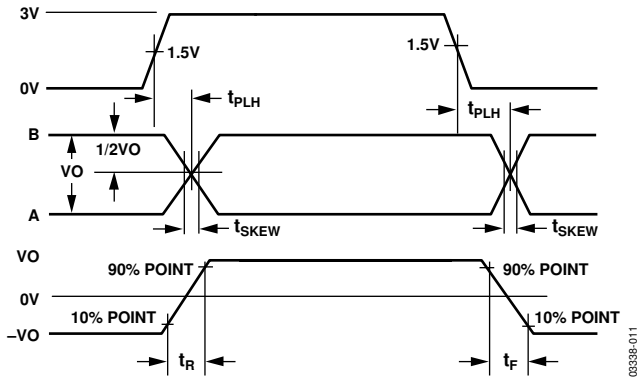 3V
1.5V
1.5V
0V
tPLH
tPLH
B
1/2VO
VO
A
tSKEW
tSKEW
VO
90% POINT
90% POINT
0V
10% POINT
10% POINT
–VO
tR
tF
03338-011